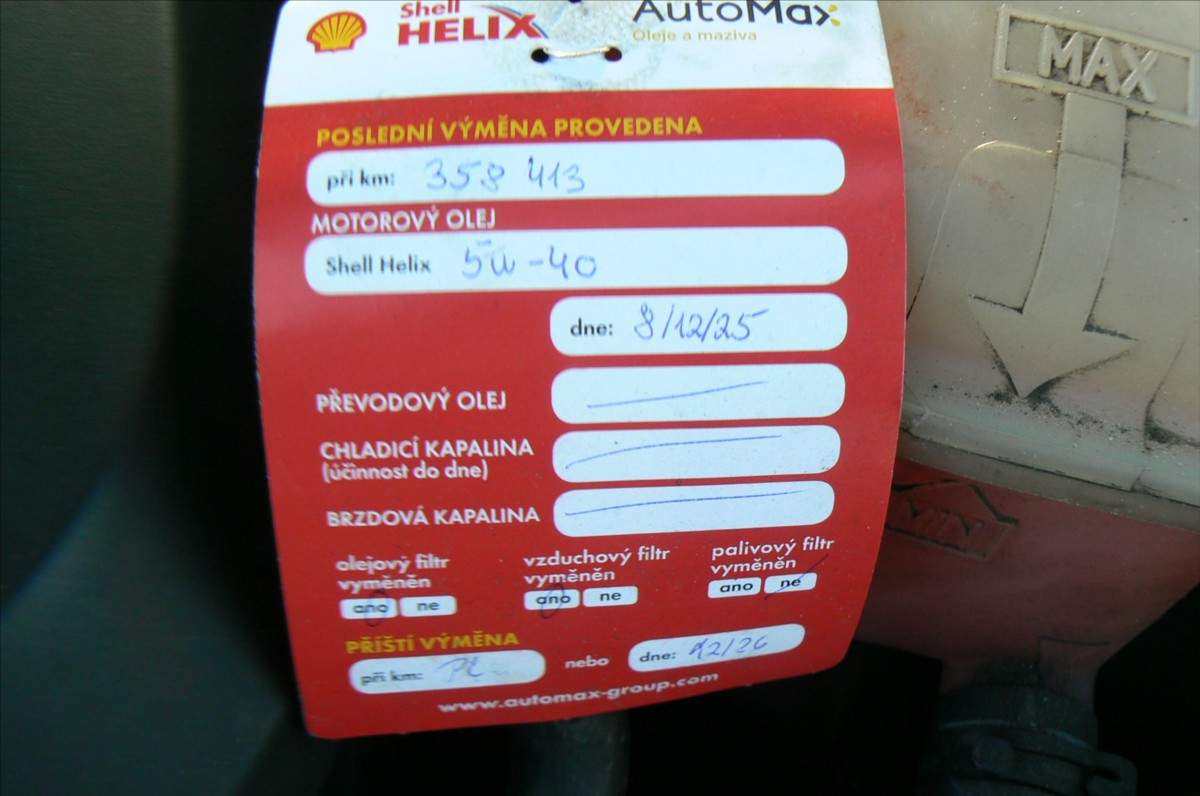 Shell
HELIX
AutoMax
Oleje a maziva
POSLEDNÍ VÝMĚNA PROVEDENA
při km: 358 413
MOTOROVÝ OLEJ
Shell Helix 5W-40
dne: 8/12/25
PŘEVODOVÝ OLEJ
CHLADICÍ KAPALINA
(účinnost do dne)
BRZDOVÁ KAPALINA
olejový filtr
vyměněn
ano ne
vzduchový filtr
vyměněn
ano ne
palivový filtr
vyměněn
ano ne
PŘÍŠTÍ VÝMĚNA
při km:
nebo
dne: 12/26
www.automax-group.com
MAX
MIN